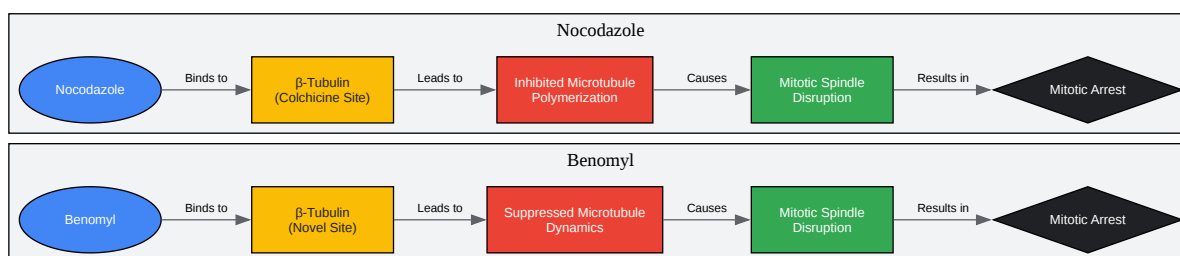 Nocodazole
Nocodazole
Binds to
β-Tubulin
(Colchicine Site)
Leads to
Inhibited Microtubule
Polymerization
Causes
Mitotic Spindle
Disruption
Results in
Mitotic Arrest
Benomyl
Benomyl
Binds to
β-Tubulin
(Novel Site)
Leads to
Suppressed Microtubule
Dynamics
Causes
Mitotic Spindle
Disruption
Results in
Mitotic Arrest